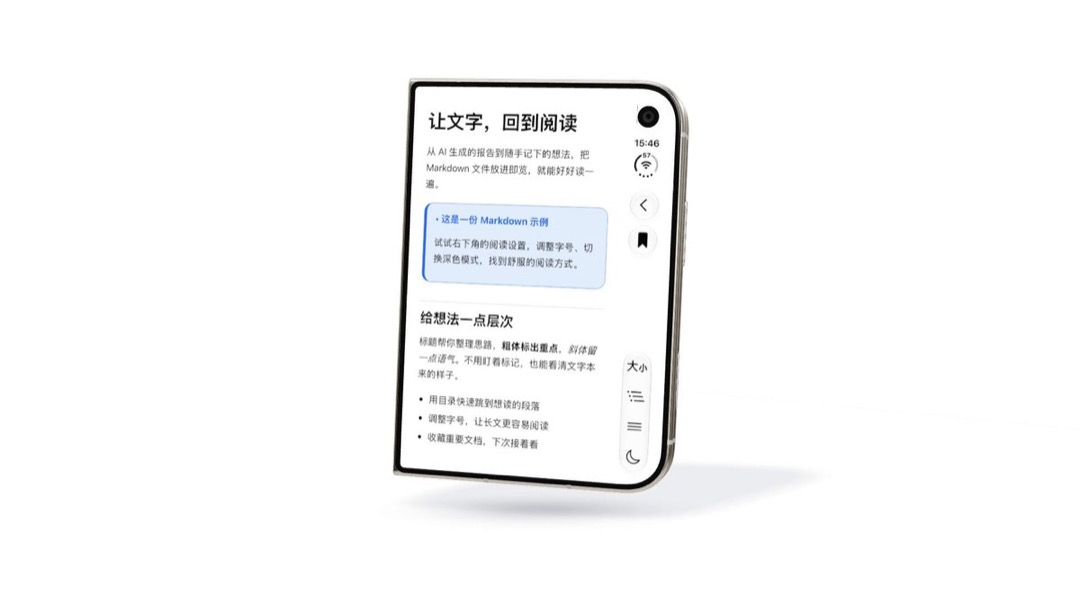 让文字，回到阅读
从 AI 生成的报告到随手记下的想法，把
Markdown 文件放进即览，就能好好读一
遍。
• 这是一份 Markdown 示例
试试右下角的阅读设置，调整字号、切
换深色模式，找到舒服的阅读方式。
给想法一点层次
标题帮你整理思路，粗体标出重点，斜体留
一点语气。不用盯着标记，也能看清文字本
来的样子。
• 用目录快速跳到想读的段落
• 调整字号，让长文更容易阅读
• 收藏重要文档，下次接着看
15:46
57
大小